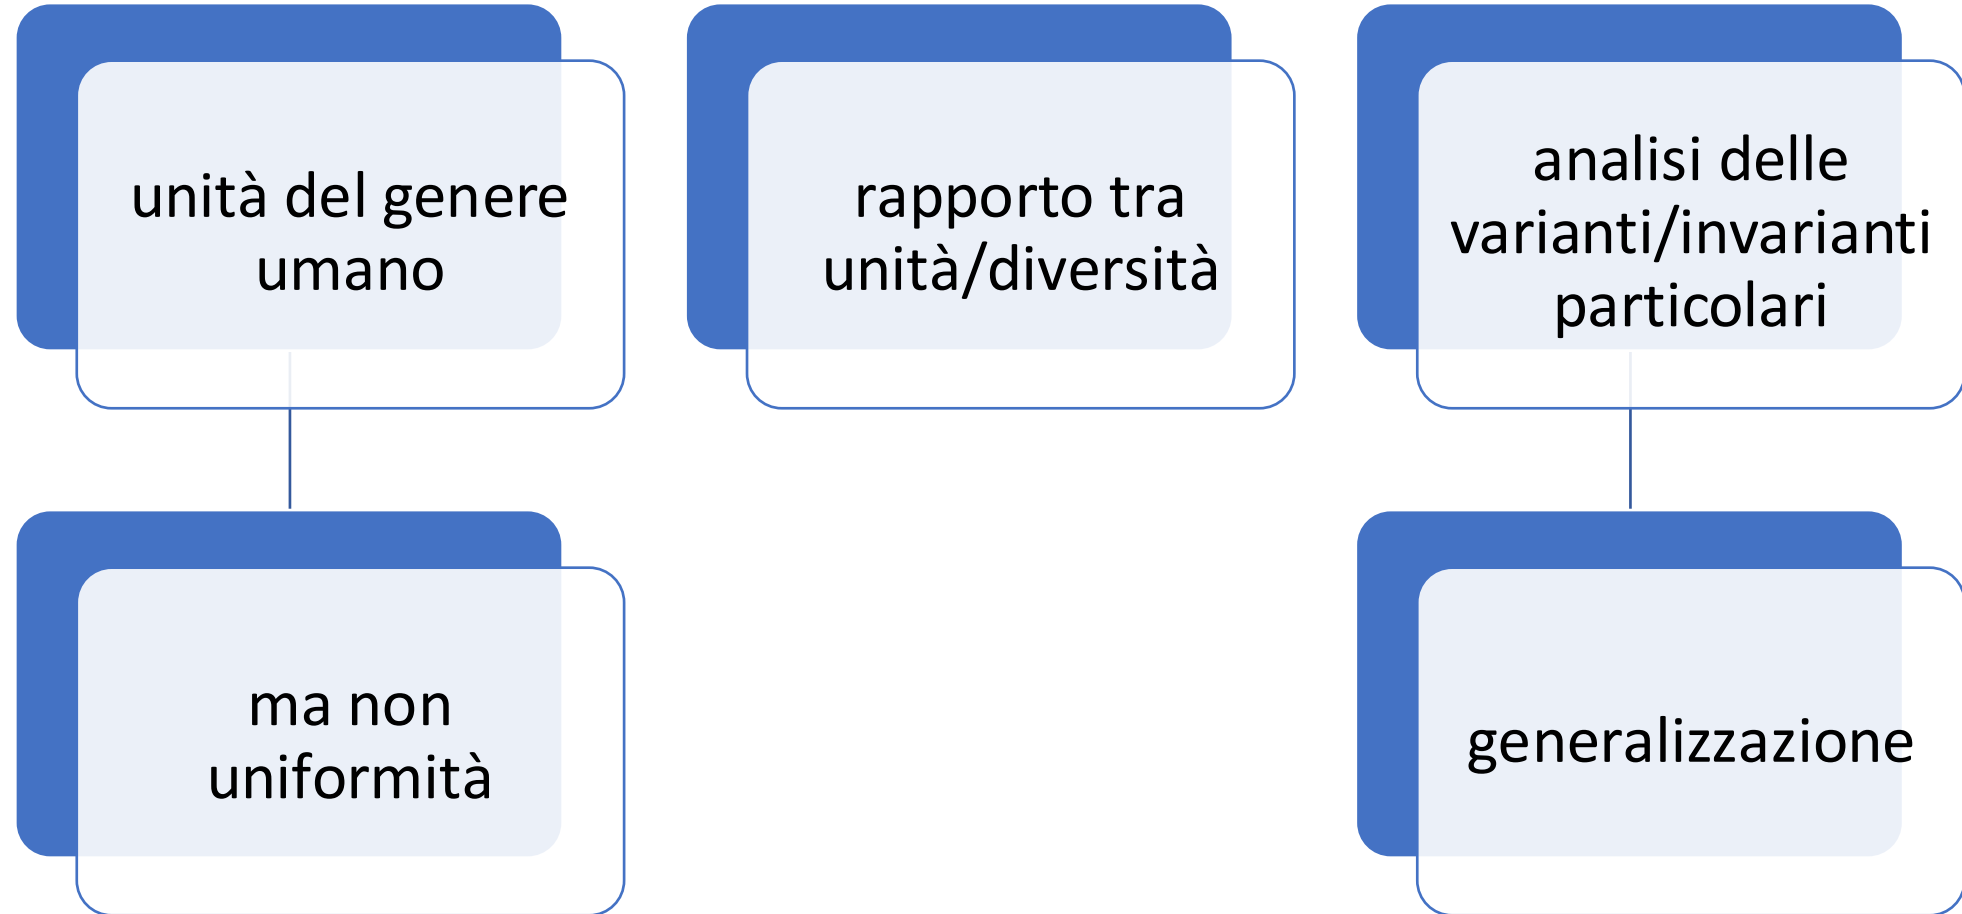 unità del genere
umano
rapporto tra
unità/diversità
analisi delle
varianti/invarianti
particolari
ma non
uniformità
generalizzazione